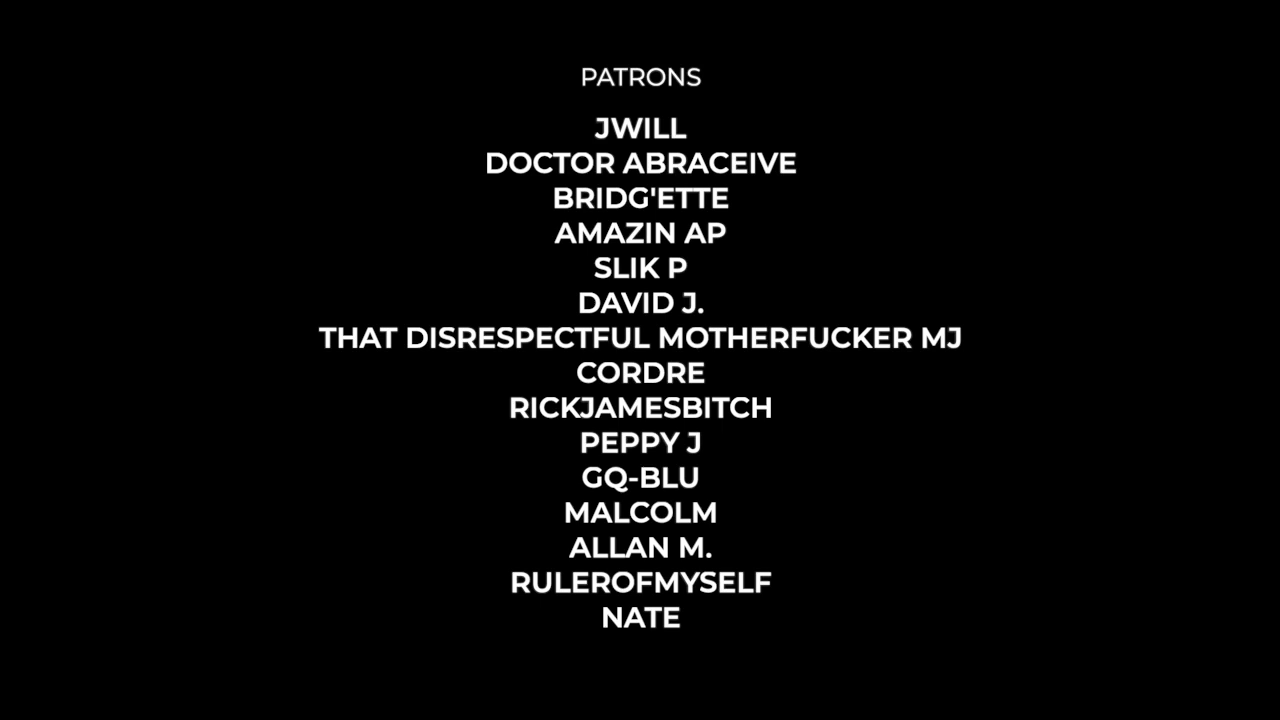 PATRONS
JWILL
DOCTOR ABRACEIVE
BRIDG'ETTE
AMAZIN AP
SLIK P
DAVID J.
THAT DISRESPECTFUL MOTHERFUCKER MJ
CORDRE
RICKJAMESBITCH
PEPPY J
GQ-BLU
MALCOLM
ALLAN M.
RULEROFMYSELF
NATE